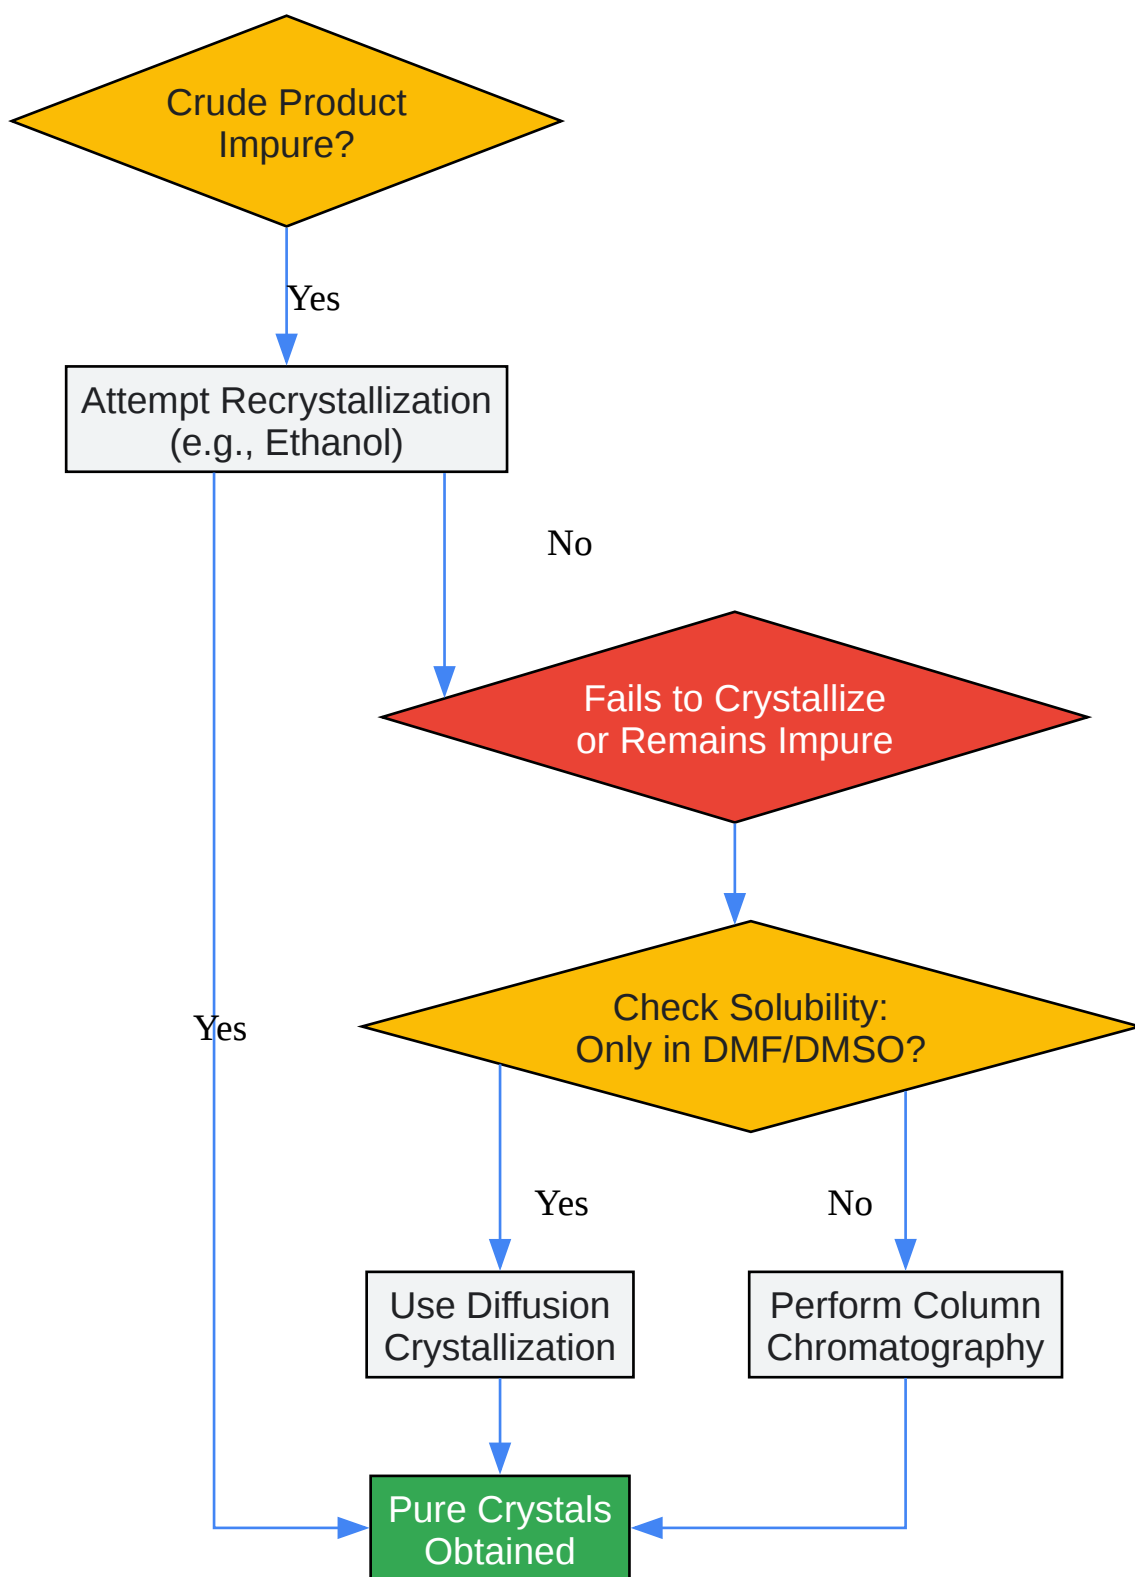 Crude Product
Impure?
Yes
Attempt Recrystallization
(e.g., Ethanol)
No
Fails to Crystallize
or Remains Impure
Check Solubility:
Only in DMF/DMSO?
Yes
Yes
No
Use Diffusion
Crystallization
Perform Column
Chromatography
Pure Crystals
Obtained